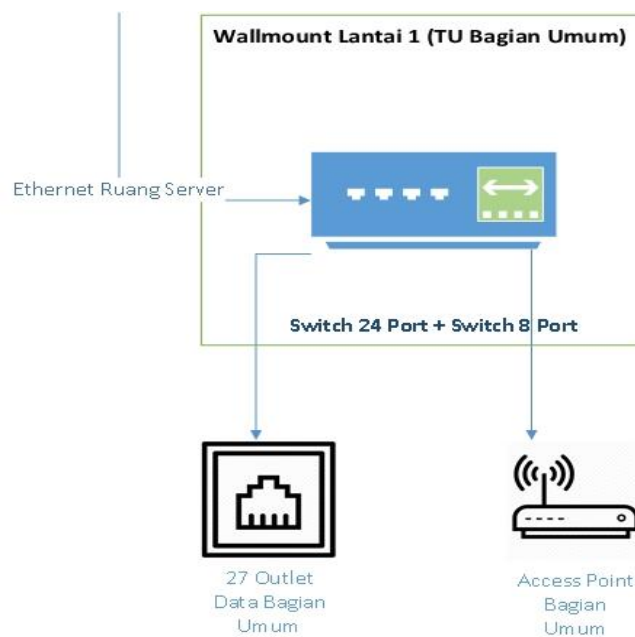 Wallmount Lantai 1 (TU Bagian Umum)
Ethernet Ruang Server
Switch 24 Port + Switch 8 Port
27 Outlet
Data Bagian
Umum
Access Point
Bagian
Umum